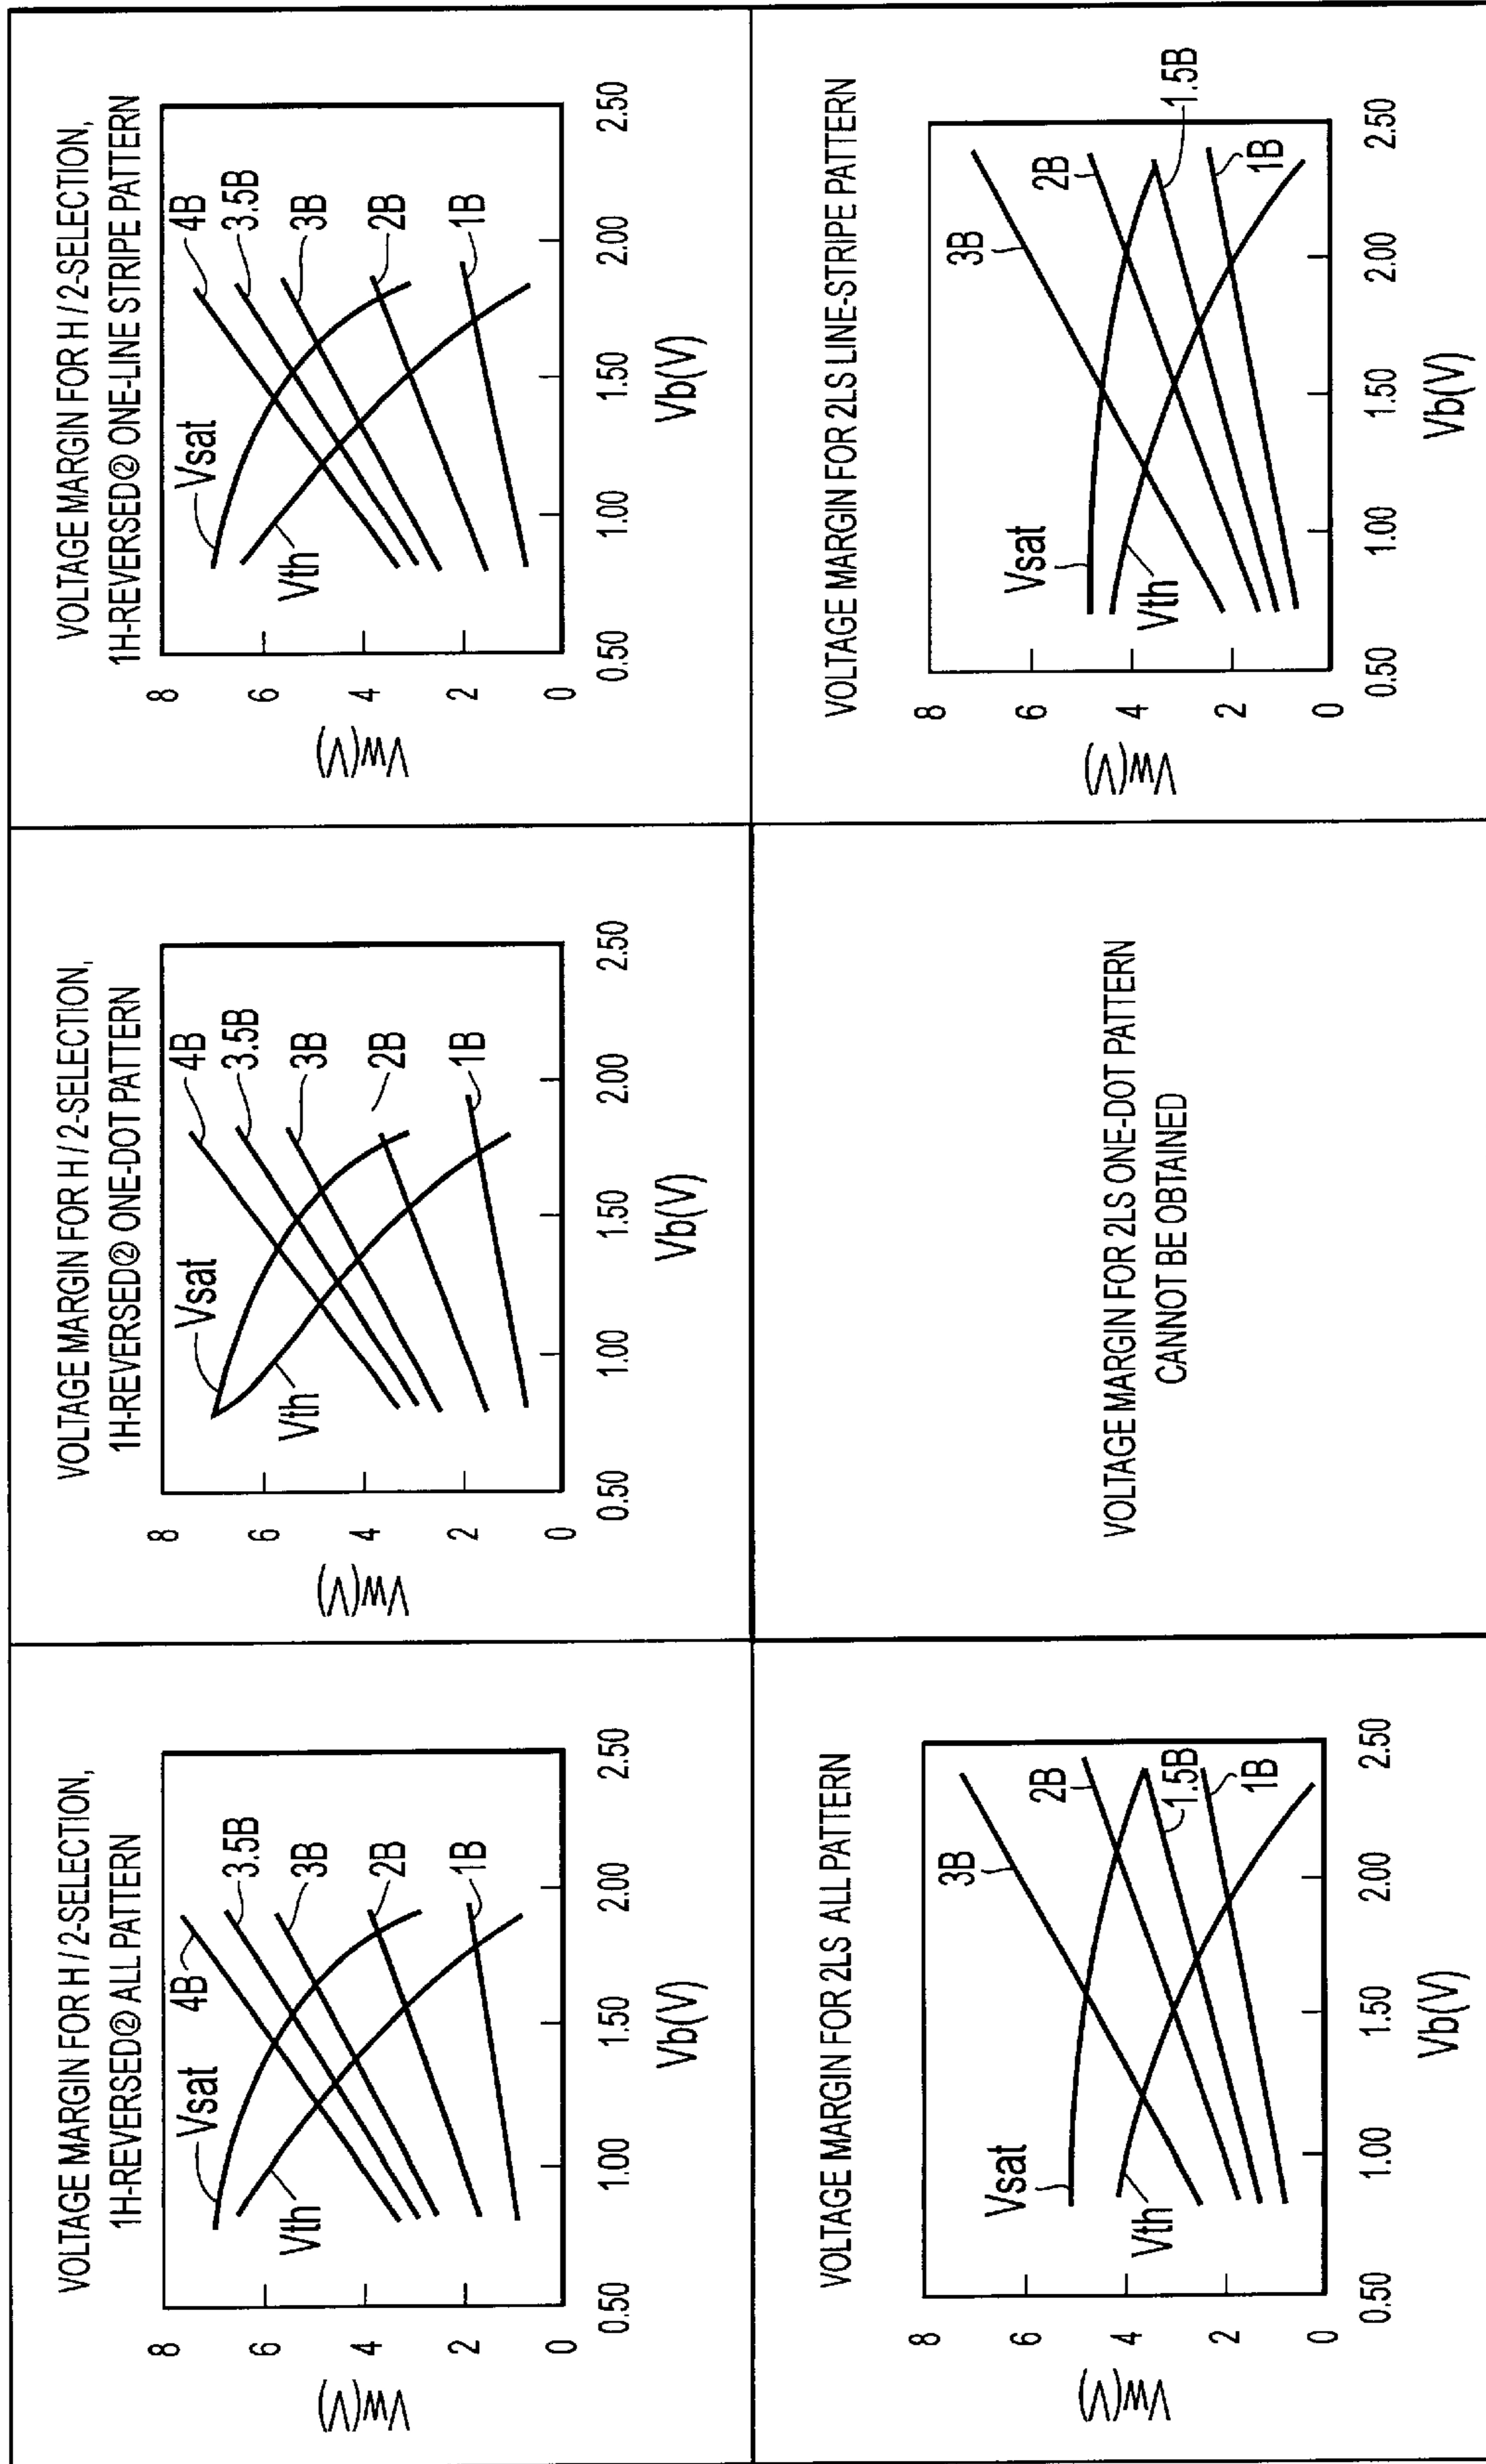 VOLTAGE MARGIN FOR H / 2-SELECTION,
1H-REVERSED② ALL PATTERN
Vw(V)
8
6
4
2
0
Vsat
Vth
4B
3.5B
3B
2B
1B
0.50
1.00
1.50
2.00
2.50
Vb(V)
VOLTAGE MARGIN FOR H / 2-SELECTION,
1H-REVERSED② ONE-DOT PATTERN
Vw(V)
8
6
4
2
0
Vsat
Vth
4B
3.5B
3B
2B
1B
0.50
1.00
1.50
2.00
2.50
Vb(V)
VOLTAGE MARGIN FOR H / 2-SELECTION,
1H-REVERSED② ONE-LINE STRIPE PATTERN
Vw(V)
8
6
4
2
0
Vsat
Vth
4B
3.5B
3B
2B
1B
0.50
1.00
1.50
2.00
2.50
Vb(V)
VOLTAGE MARGIN FOR 2LS ALL PATTERN
Vw(V)
8
6
4
2
0
Vsat
Vth
3B
2B
1.5B
1B
0.50
1.00
1.50
2.00
2.50
Vb(V)
VOLTAGE MARGIN FOR 2LS ONE-DOT PATTERN
CANNOT BE OBTAINED
VOLTAGE MARGIN FOR 2LS LINE-STRIPE PATTERN
Vw(V)
8
6
4
2
0
Vsat
Vth
3B
2B
1.5B
1B
0.50
1.00
1.50
2.00
2.50
Vb(V)